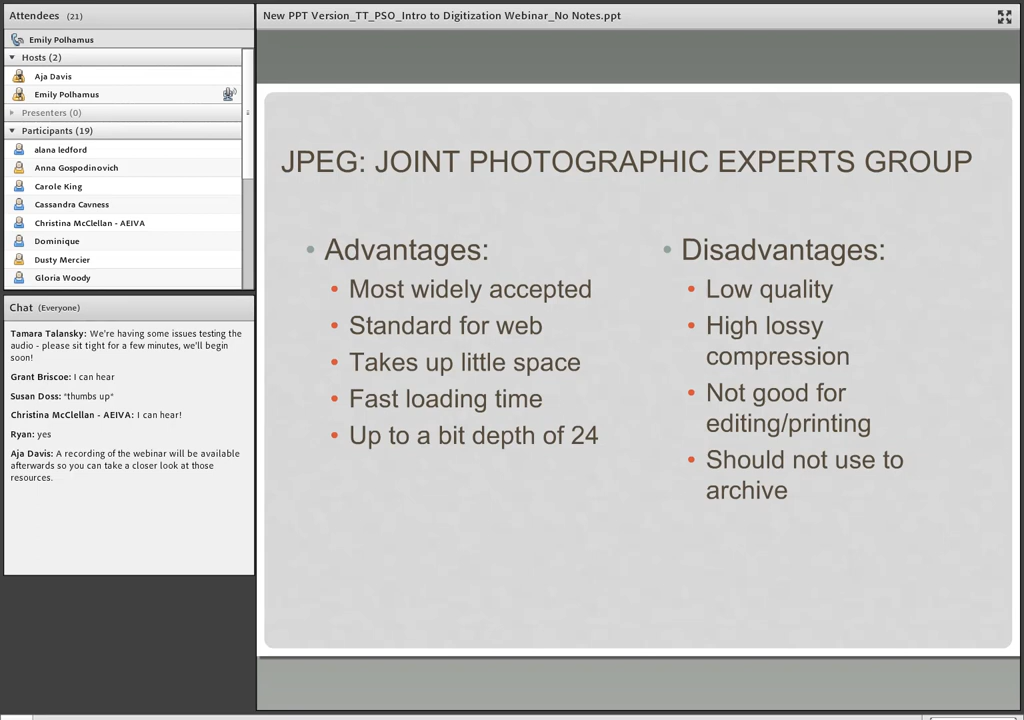 Attendees (21)
Emily Polhamus
Hosts (2)
Aja Davis
Emily Polhamus
Presenters (0)
Participants (19)
alana ledford
Anna Gospodinovich
Carole King
Cassandra Cavness
Christina McClellan - AEIVA
Dominique
Dusty Mercier
Gloria Woody
Chat (Everyone)
Tamara Talansky: We're having some issues testing the
audio - please sit tight for a few minutes, we'll begin
soon!
Grant Briscoe: I can hear
Susan Doss: *thumbs up*
Christina McClellan - AEIVA: I can hear!
Ryan: yes
Aja Davis: A recording of the webinar will be available
afterwards so you can take a closer look at those
resources.
New PPT Version_TT_PSO_Intro to Digitization Webinar_No Notes.ppt
JPEG: JOINT PHOTOGRAPHIC EXPERTS GROUP
• Advantages:
• Most widely accepted
• Standard for web
• Takes up little space
• Fast loading time
• Up to a bit depth of 24
• Disadvantages:
• Low quality
• High lossy
compression
• Not good for
editing/printing
• Should not use to
archive